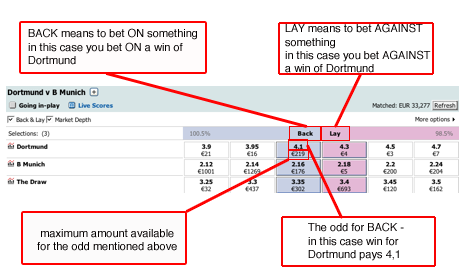 BACK means to bet ON something
in this case you bet ON a win of
Dortmund
LAY means to bet AGAINST
something
in this case you bet AGAINST
a win of Dortmund
Dortmund v B Munich
Going in-play Live Scores Matched: EUR 33,277 Refresh
Back & Lay Market Depth More options
Selections: (3) 100.5% Back Lay 98.5%
Dortmund 3.9 3.95 4.1 4.3 4.5 4.7
€21 €16 €219 €4 €3 €7
B Munich 2.12 2.14 2.16 2.18 2.2 2.24
€1001 €1269 €176 €5 €200 €204
The Draw 3.25 3.3 3.35 3.4 3.45 3.5
€32 €437 €302 €693 €120 €162
maximum amount available
for the odd mentioned above
The odd for BACK -
in this case win for
Dortmund pays 4,1